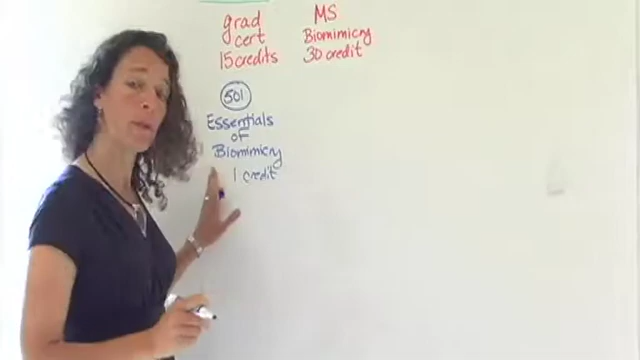 grad
cert
15 credits
MS
Biomimicry
30 credit
501
Essentials
of
Biomimicry
1 credit